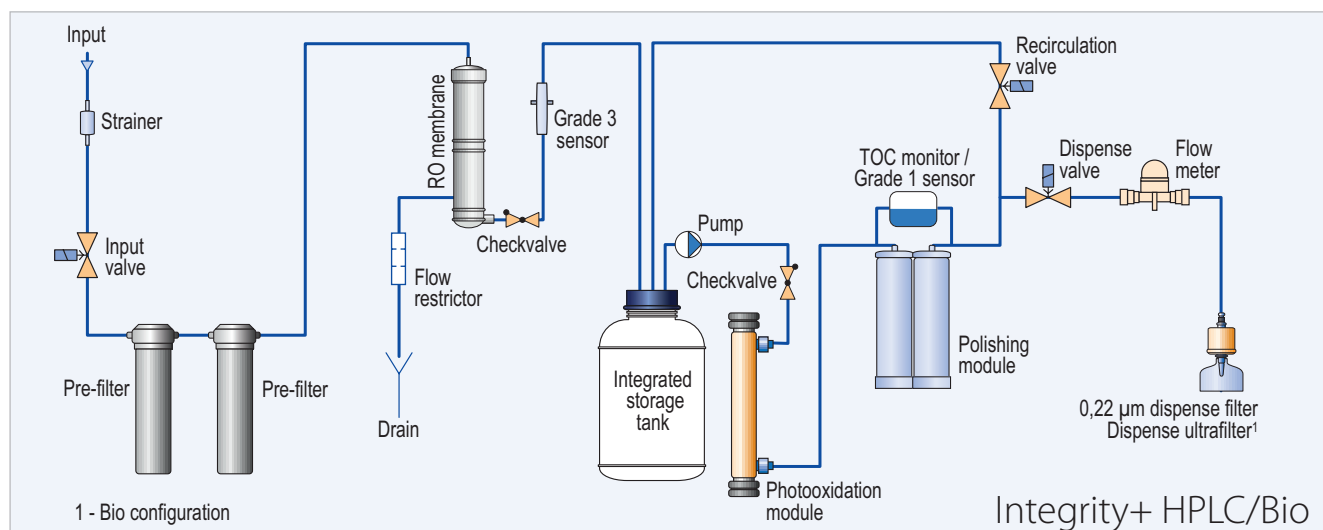 Input
Strainer
Input
valve
Pre-filter
Pre-filter
RO membrane
Flow
restrictor
Drain
Checkvalve
Grade 3
sensor
Integrated
storage
tank
Pump
Checkvalve
Photooxidation
module
TOC monitor /
Grade 1 sensor
Polishing
module
Recirculation
valve
Dispense
valve
Flow
meter
0,22 µm dispense filter
Dispense ultrafilter¹
1 - Bio configuration
Integrity+ HPLC/Bio